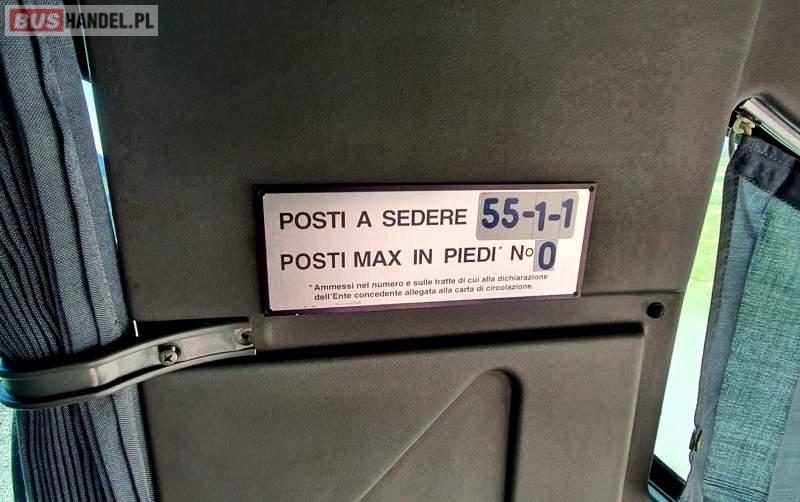 BUSHANDEL.PL
POSTI A SEDERE 55-1-1
POSTI MAX IN PIEDI* No 0
* Ammessi nel numero e sulle tratte di cui alla dichiarazione
dell'Ente concedente allegata alla carta di circolazione.